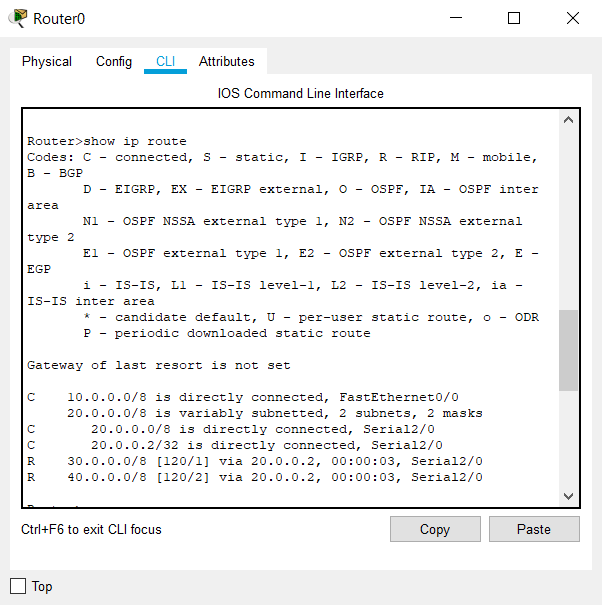 Router0
Physical Config CLI Attributes
IOS Command Line Interface
Router>show ip route
Codes: C - connected, S - static, I - IGRP, R - RIP, M - mobile,
B - BGP
D - EIGRP, EX - EIGRP external, O - OSPF, IA - OSPF inter
area
N1 - OSPF NSSA external type 1, N2 - OSPF NSSA external
type 2
E1 - OSPF external type 1, E2 - OSPF external type 2, E -
EGP
i - IS-IS, L1 - IS-IS level-1, L2 - IS-IS level-2, ia -
IS-IS inter area
* - candidate default, U - per-user static route, o - ODR
P - periodic downloaded static route
Gateway of last resort is not set
C 10.0.0.0/8 is directly connected, FastEthernet0/0
20.0.0.0/8 is variably subnetted, 2 subnets, 2 masks
C 20.0.0.0/8 is directly connected, Serial2/0
C 20.0.0.2/32 is directly connected, Serial2/0
R 30.0.0.0/8 [120/1] via 20.0.0.2, 00:00:03, Serial2/0
R 40.0.0.0/8 [120/2] via 20.0.0.2, 00:00:03, Serial2/0
Ctrl+F6 to exit CLI focus
Copy Paste
Top